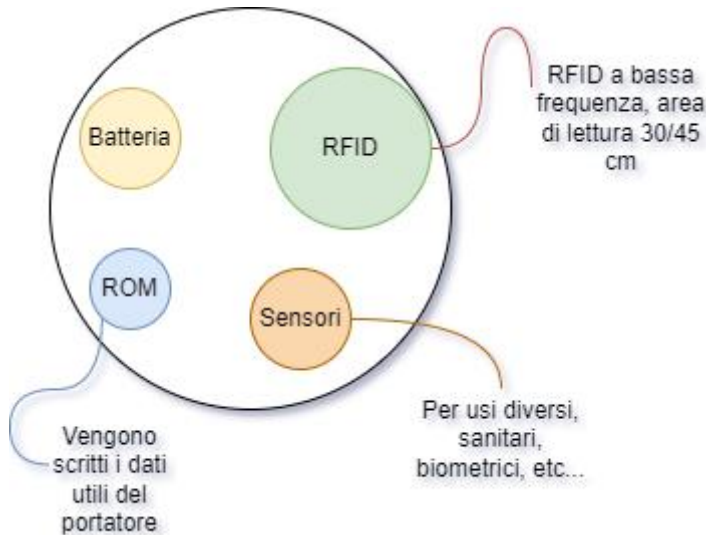 Batteria
RFID
RFID a bassa
frequenza, area
di lettura 30/45
cm
ROM
Sensori
Vengono
scritti i dati
utili del
portatore
Per usi diversi,
sanitari,
biometrici, etc...